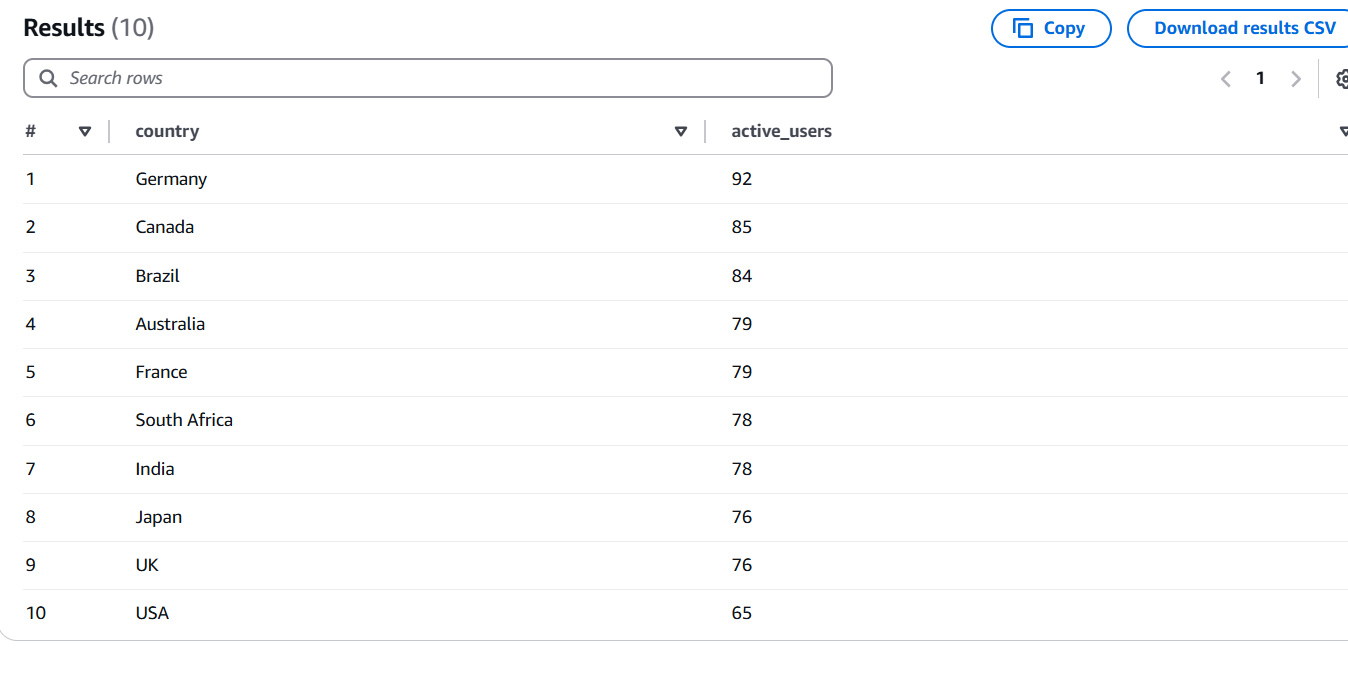 Results (10) Copy Download results CSV
Search rows 1
# country active_users
1 Germany 92
2 Canada 85
3 Brazil 84
4 Australia 79
5 France 79
6 South Africa 78
7 India 78
8 Japan 76
9 UK 76
10 USA 65